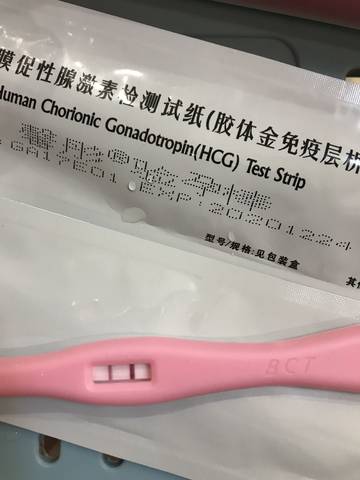 膜促性腺激素检测试纸(胶体金免疫层析
Human Chorionic Gonadotropin(HCG) Test Strip
EXP:20201224
型号/规格:见包装盒
其
BCT